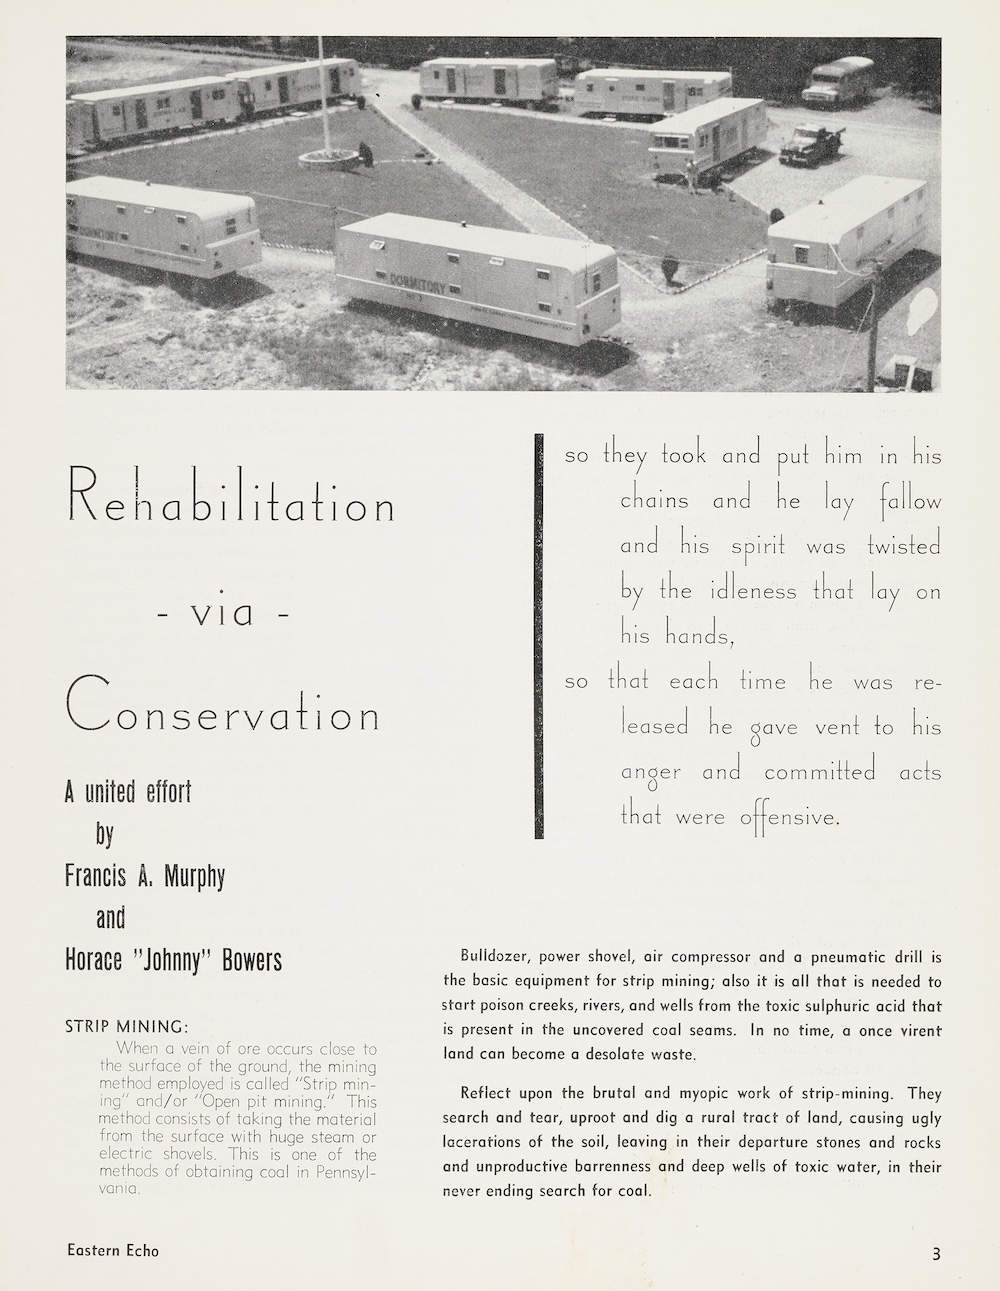 DORMITORY
DORMITORY
Rehabilitation
- via -
Conservation
A united effort
by
Francis A. Murphy
and
Horace "Johnny" Bowers
so they took and put him in his
chains and he lay fallow
and his spirit was twisted
by the idleness that lay on
his hands,
so that each time he was re-
leased he gave vent to his
anger and committed acts
that were offensive.
STRIP MINING:
When a vein of ore occurs close to
the surface of the ground, the mining
method employed is called "Strip min-
ing" and/or "Open pit mining." This
method consists of taking the material
from the surface with huge steam or
electric shovels. This is one of the
methods of obtaining coal in Pennsyl-
vania.
Bulldozer, power shovel, air compressor and a pneumatic drill is
the basic equipment for strip mining; also it is all that is needed to
start poison creeks, rivers, and wells from the toxic sulphuric acid that
is present in the uncovered coal seams. In no time, a once virent
land can become a desolate waste.
Reflect upon the brutal and myopic work of strip-mining. They
search and tear, uproot and dig a rural tract of land, causing ugly
lacerations of the soil, leaving in their departure stones and rocks
and unproductive barrenness and deep wells of toxic water, in their
never ending search for coal.
Eastern Echo
3